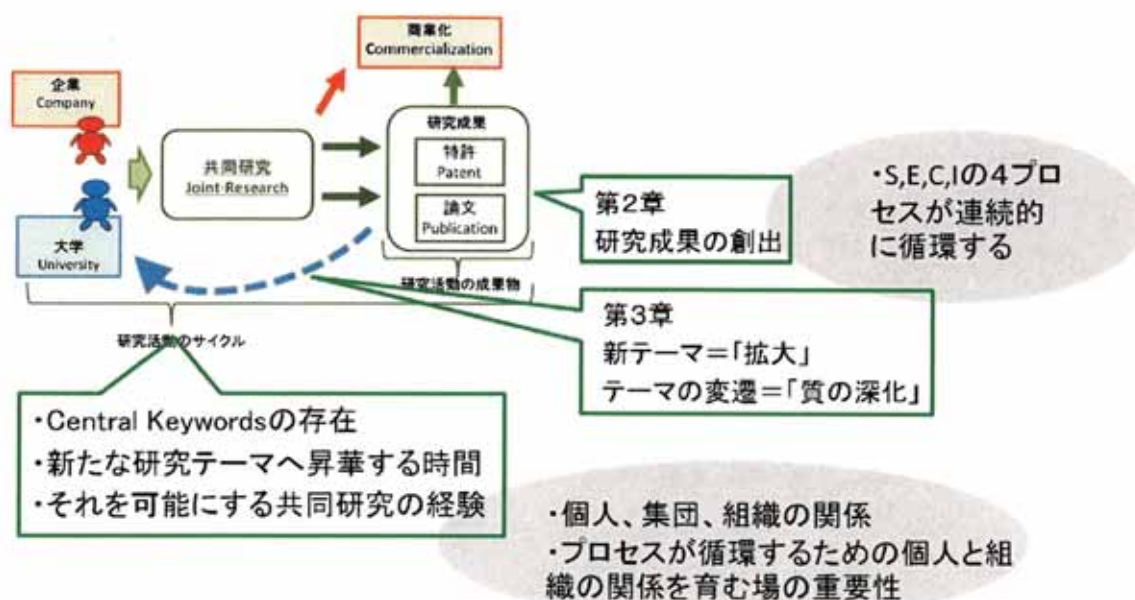 商業化
Commercialization
企業
Company
共同研究
Joint-Research
研究成果
特許
Patent
論文
Publication
大学
University
研究活動の成果物
研究活動のサイクル
第2章
研究成果の創出
・S,E,C,Iの4プロ
セスが連続的
に循環する
第3章
新テーマ=「拡大」
テーマの変遷=「質の深化」
・Central Keywordsの存在
・新たな研究テーマへ昇華する時間
・それを可能にする共同研究の経験
・個人、集団、組織の関係
・プロセスが循環するための個人と組
織の関係を育む場の重要性